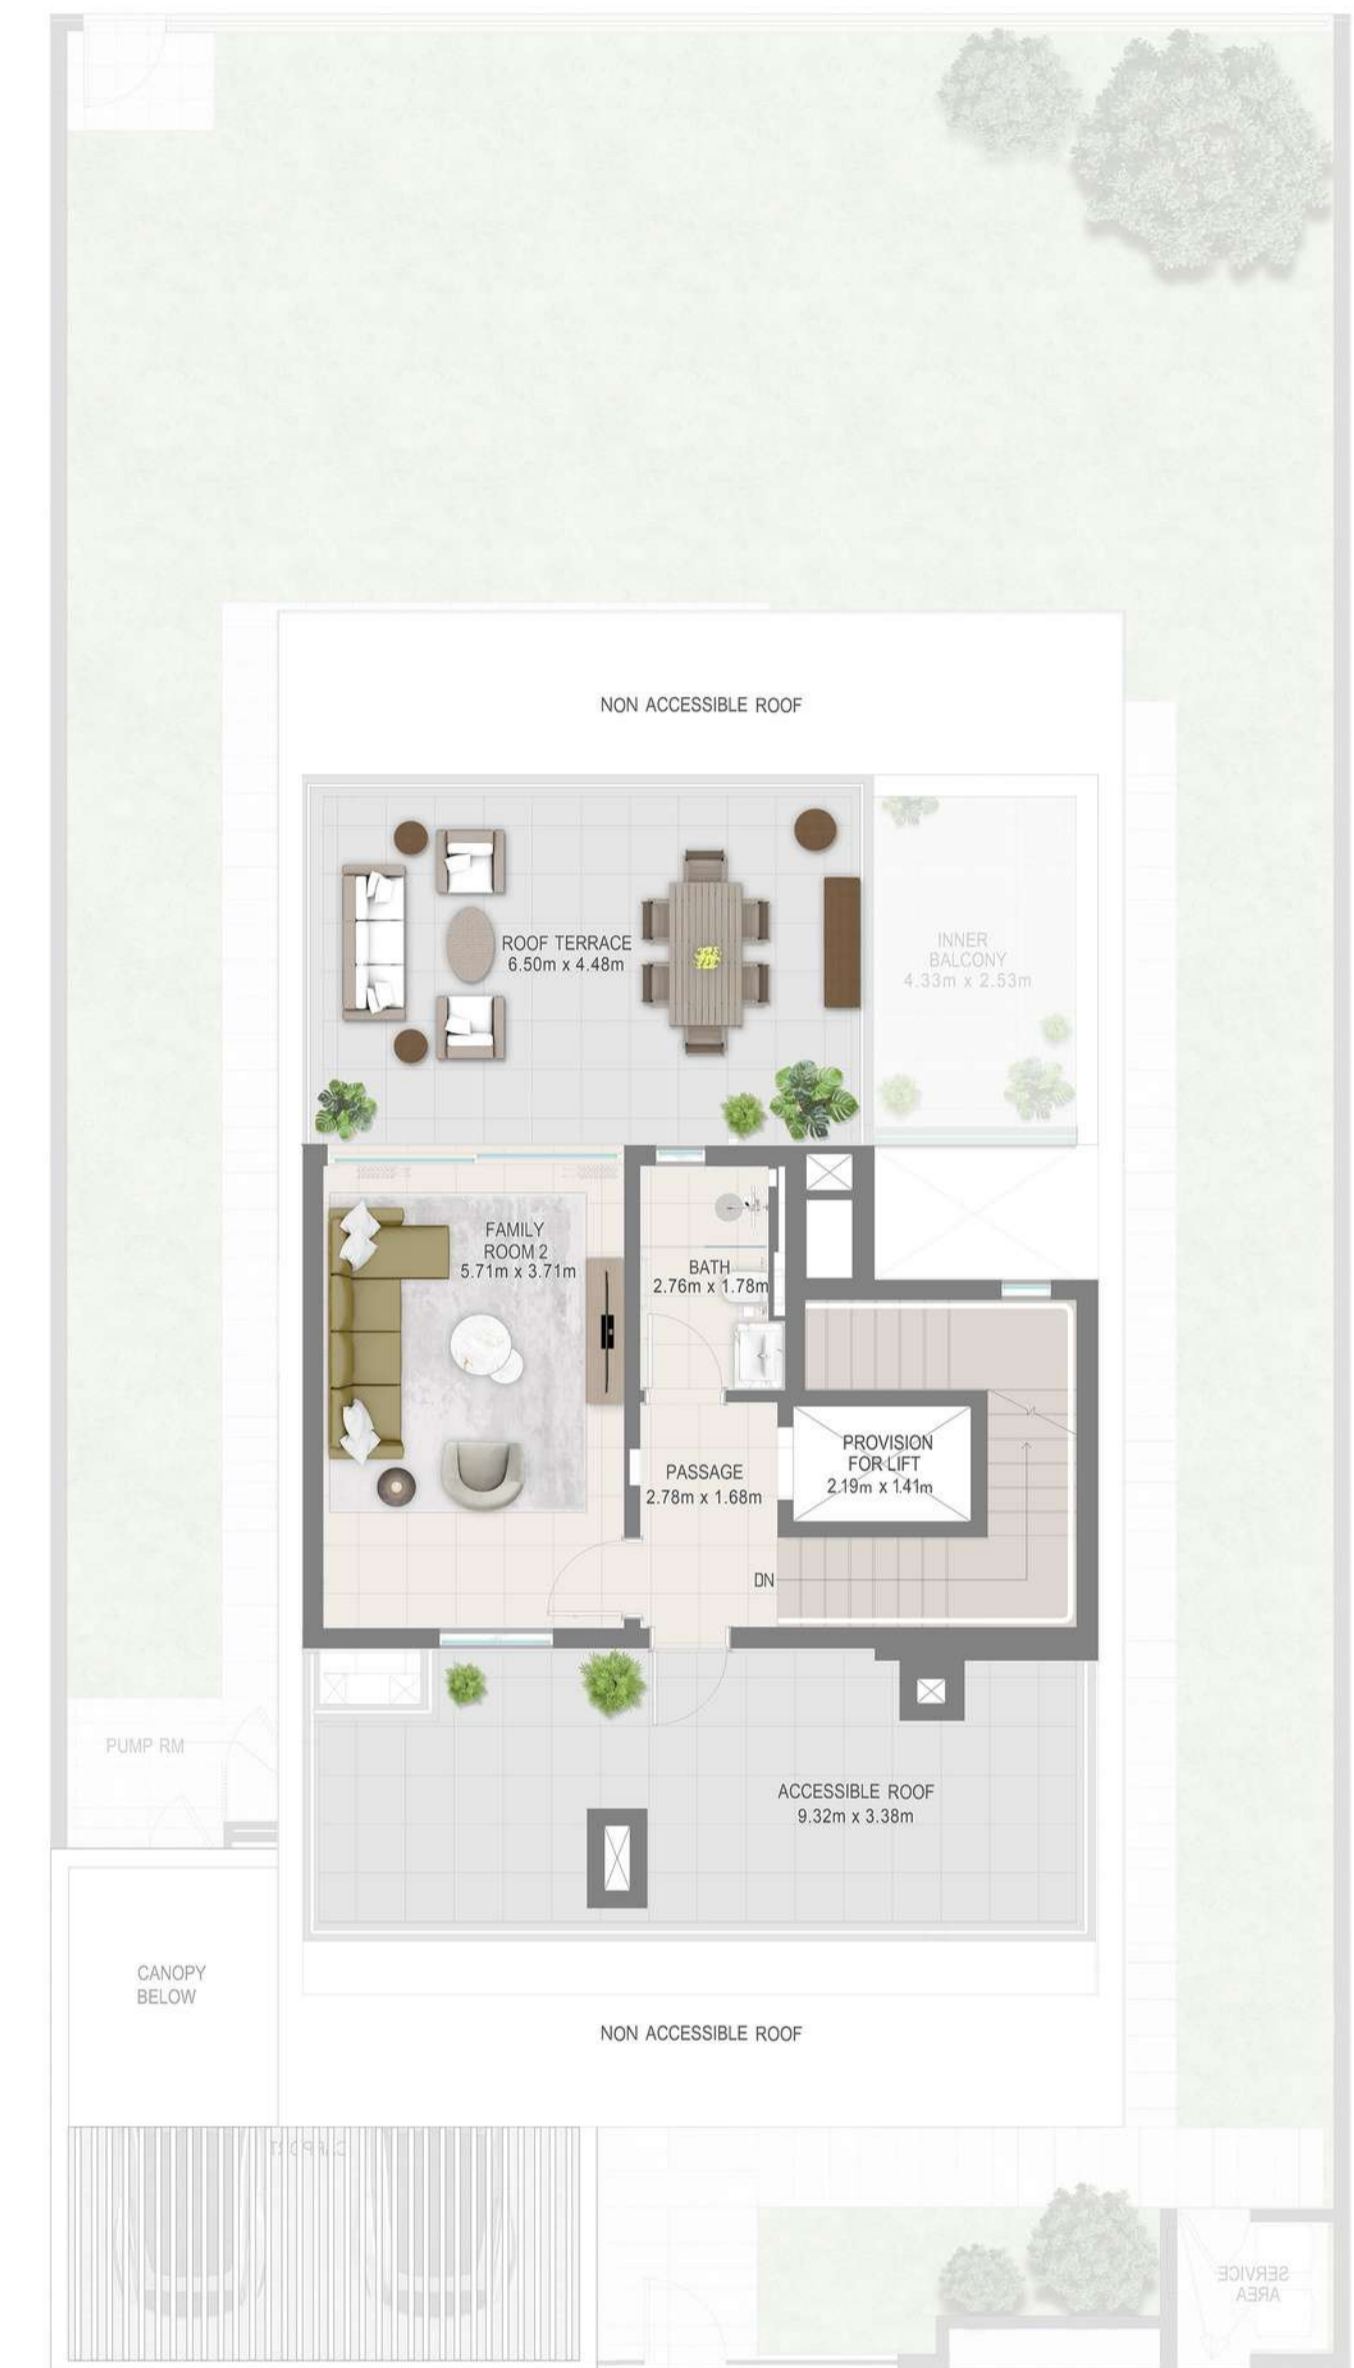 NON ACCESSIBLE ROOF
ROOF TERRACE
6.50m x 4.48m
INNER
BALCONY
4.33m x 2.53m
FAMILY
ROOM 2
5.71m x 3.71m
BATH
2.76m x 1.78m
PROVISION
FOR LIFT
2.19m x 1.41m
PASSAGE
2.78m x 1.68m
DN
PUMP RM
ACCESSIBLE ROOF
9.32m x 3.38m
CANOPY
BELOW
NON ACCESSIBLE ROOF
SERVICE
AREA